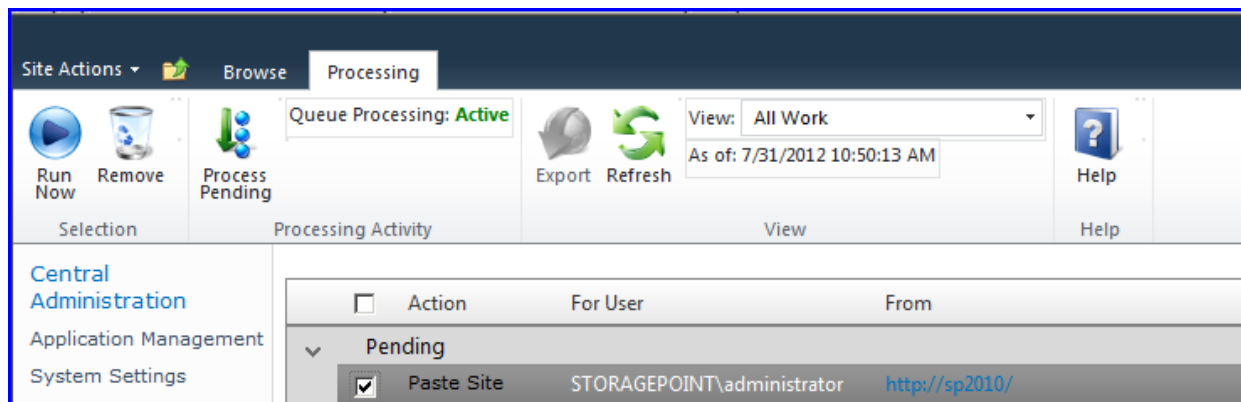 Site Actions Browse Processing
Queue Processing: Active
View: All Work
As of: 7/31/2012 10:50:13 AM
Run Now Remove Process Pending Export Refresh Help
Selection Processing Activity View Help
Central Administration
Application Management
System Settings
Action For User From
Pending
Paste Site STORAGEPOINT\administrator http://sp2010/